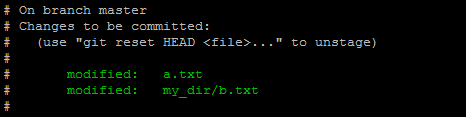 # On branch master
# Changes to be committed:
#   (use "git reset HEAD <file>..." to unstage)
#
#       modified:   a.txt
#       modified:   my_dir/b.txt
#